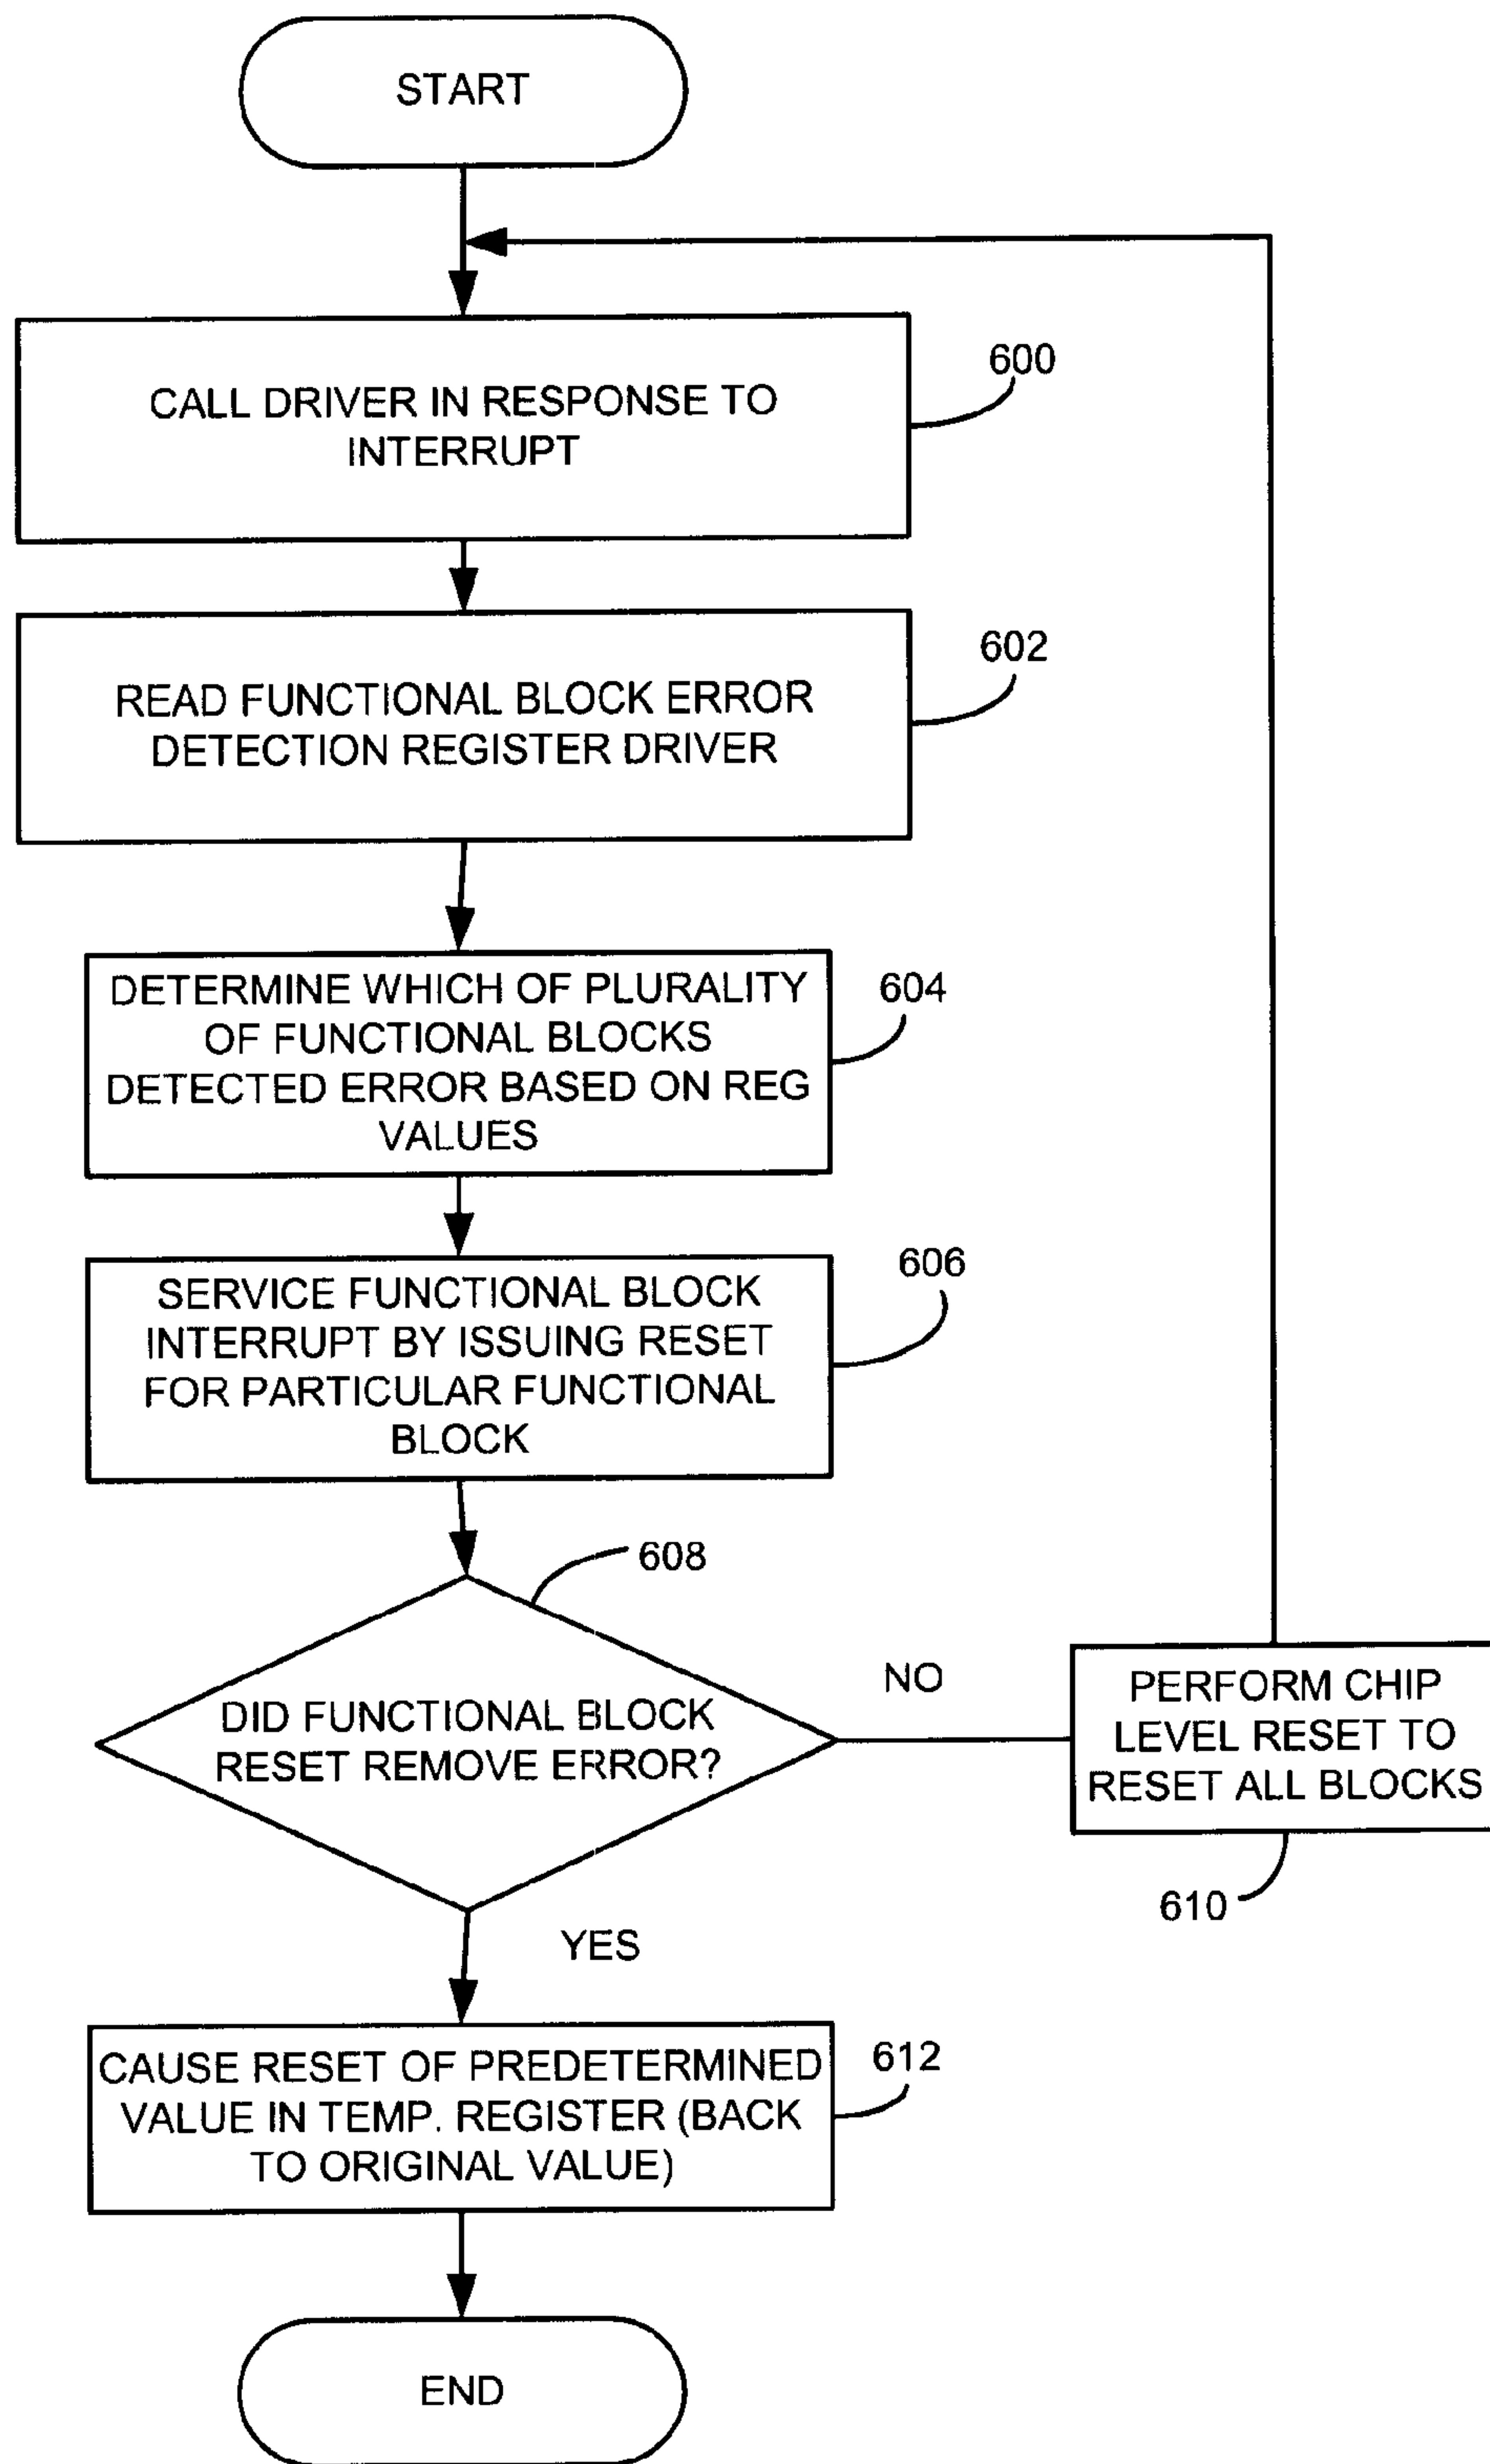 START
CALL DRIVER IN RESPONSE TO
INTERRUPT
600
READ FUNCTIONAL BLOCK ERROR
DETECTION REGISTER DRIVER
602
DETERMINE WHICH OF PLURALITY
OF FUNCTIONAL BLOCKS
DETECTED ERROR BASED ON REG
VALUES
604
SERVICE FUNCTIONAL BLOCK
INTERRUPT BY ISSUING RESET
FOR PARTICULAR FUNCTIONAL
BLOCK
606
608
DID FUNCTIONAL BLOCK
RESET REMOVE ERROR?
NO
PERFORM CHIP
LEVEL RESET TO
RESET ALL BLOCKS
610
YES
CAUSE RESET OF PREDETERMINED
VALUE IN TEMP. REGISTER (BACK
TO ORIGINAL VALUE)
612
END